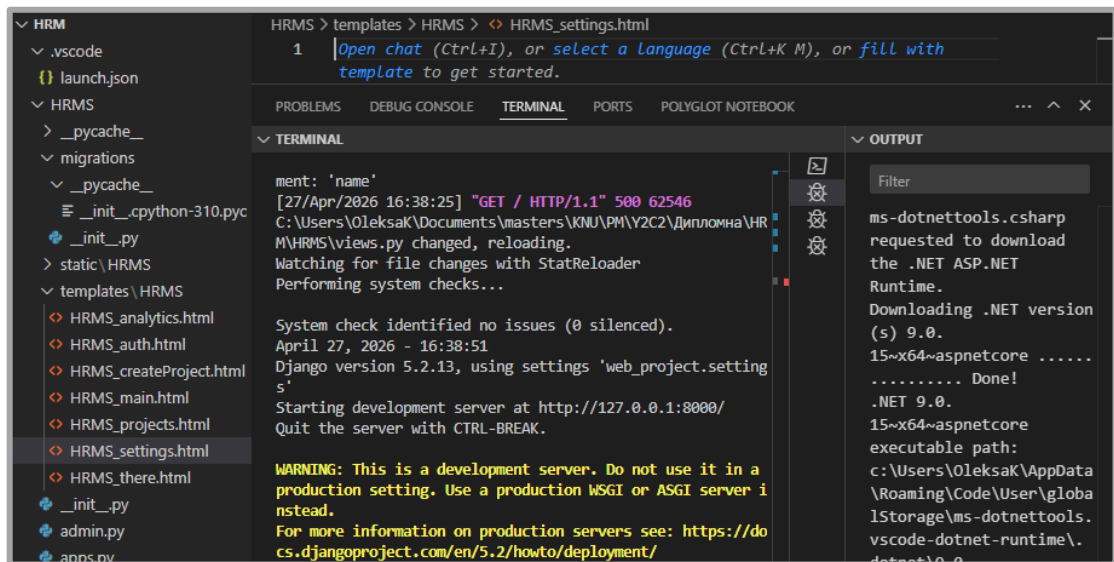 HRM
.vscode
{} launch.json
HRMS
__pycache__
migrations
__pycache__
__init__.cpython-310.pyc
__init__.py
static\HRMS
templates\HRMS
<> HRMS_analytics.html
<> HRMS_auth.html
<> HRMS_createProject.html
<> HRMS_main.html
<> HRMS_projects.html
<> HRMS_settings.html
<> HRMS_there.html
__init__.py
admin.py
apps.py
HRMS > templates > HRMS > <> HRMS_settings.html
1 Open chat (Ctrl+I), or select a language (Ctrl+K M), or fill with
template to get started.
PROBLEMS DEBUG CONSOLE TERMINAL PORTS POLYGLOT NOTEBOOK
TERMINAL
ment: 'name'
[27/Apr/2026 16:38:25] "GET / HTTP/1.1" 500 62546
C:\Users\OleksaK\Documents\masters\KNU\PM\Y2C2\Дипломна\HR
M\HRMS\views.py changed, reloading.
Watching for file changes with StatReloader
Performing system checks...
System check identified no issues (0 silenced).
April 27, 2026 - 16:38:51
Django version 5.2.13, using settings 'web_project.setting
s'
Starting development server at http://127.0.0.1:8000/
Quit the server with CTRL-BREAK.
WARNING: This is a development server. Do not use it in a
production setting. Use a production WSGI or ASGI server i
nstead.
For more information on production servers see: https://do
cs.djangoproject.com/en/5.2/howto/deployment/
OUTPUT
Filter
ms-dotnettools.csharp
requested to download
the .NET ASP.NET
Runtime.
Downloading .NET version
(s) 9.0.
15~x64~aspnetcore ......
.......... Done!
.NET 9.0.
15~x64~aspnetcore
executable path:
c:\Users\OleksaK\AppData
\Roaming\Code\User\globa
lStorage\ms-dotnettools.
vscode-dotnet-runtime\.
dotnet\9.0